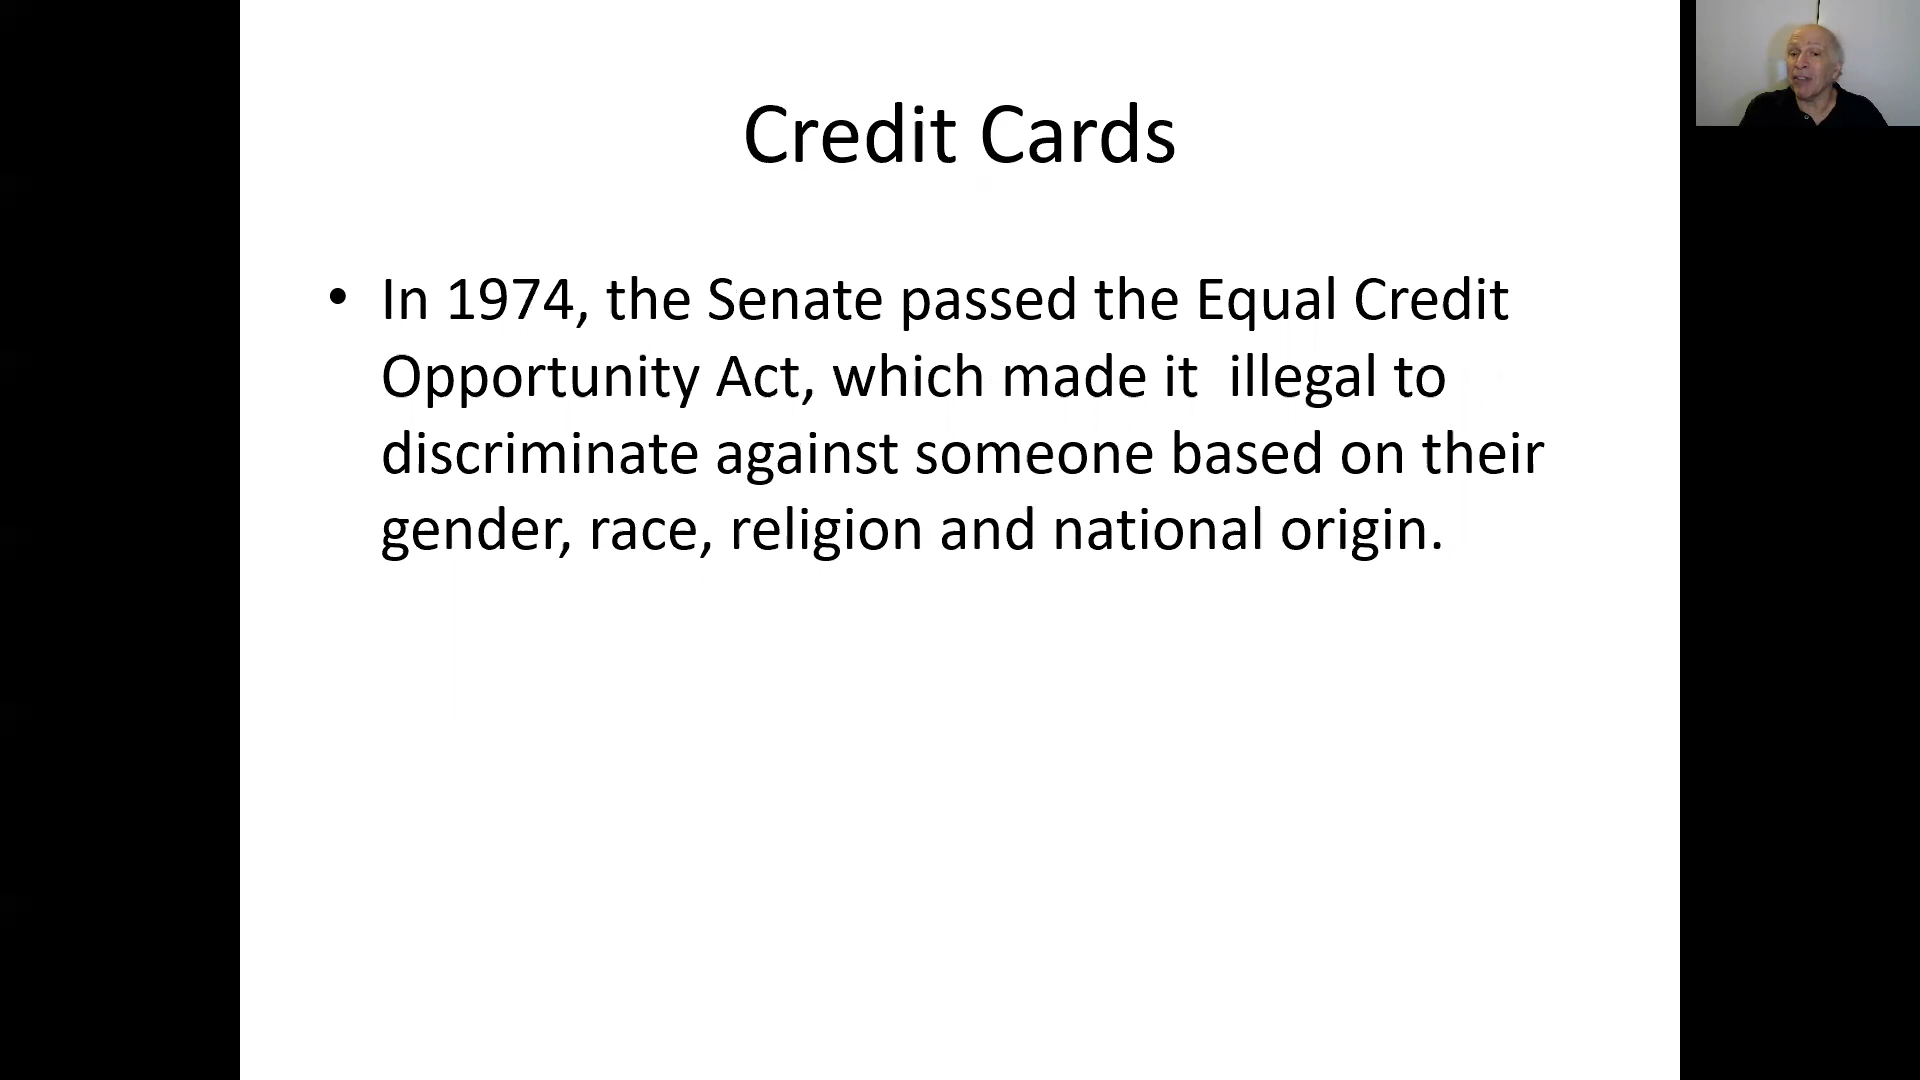 Credit Cards
• In 1974, the Senate passed the Equal Credit
Opportunity Act, which made it  illegal to
discriminate against someone based on their
gender, race, religion and national origin.